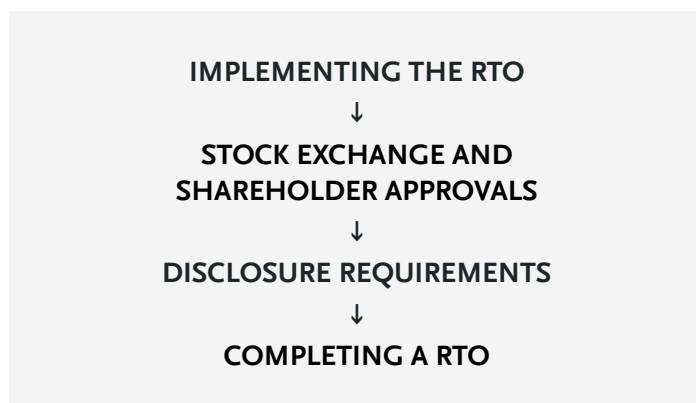 IMPLEMENTING THE RTO
↓
STOCK EXCHANGE AND
SHAREHOLDER APPROVALS
↓
DISCLOSURE REQUIREMENTS
↓
COMPLETING A RTO